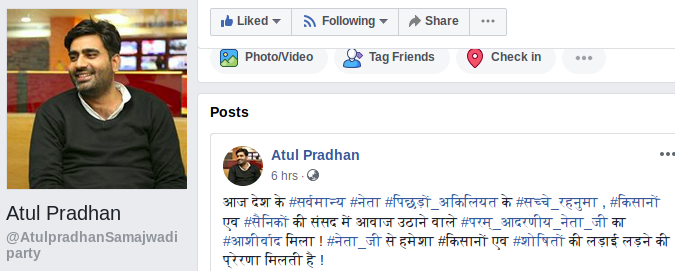 Liked Following Share
Photo/Video Tag Friends Check in
Posts
Atul Pradhan
6 hrs ·
आज देश के #सर्वमान्य #नेता #पिछड़ों_अकिलियत के #सच्चे_रहनुमा , #किसानों
एव #सैनिकों की संसद में आवाज उठाने वाले #परम_आदरणीय_नेता_जी का
#आशीर्वाद मिला ! #नेता_जी से हमेशा #किसानों एव #शोषितों की लड़ाई लड़ने की
प्रेरणा मिलती है !
Atul Pradhan
@AtulpradhanSamajwadi
party